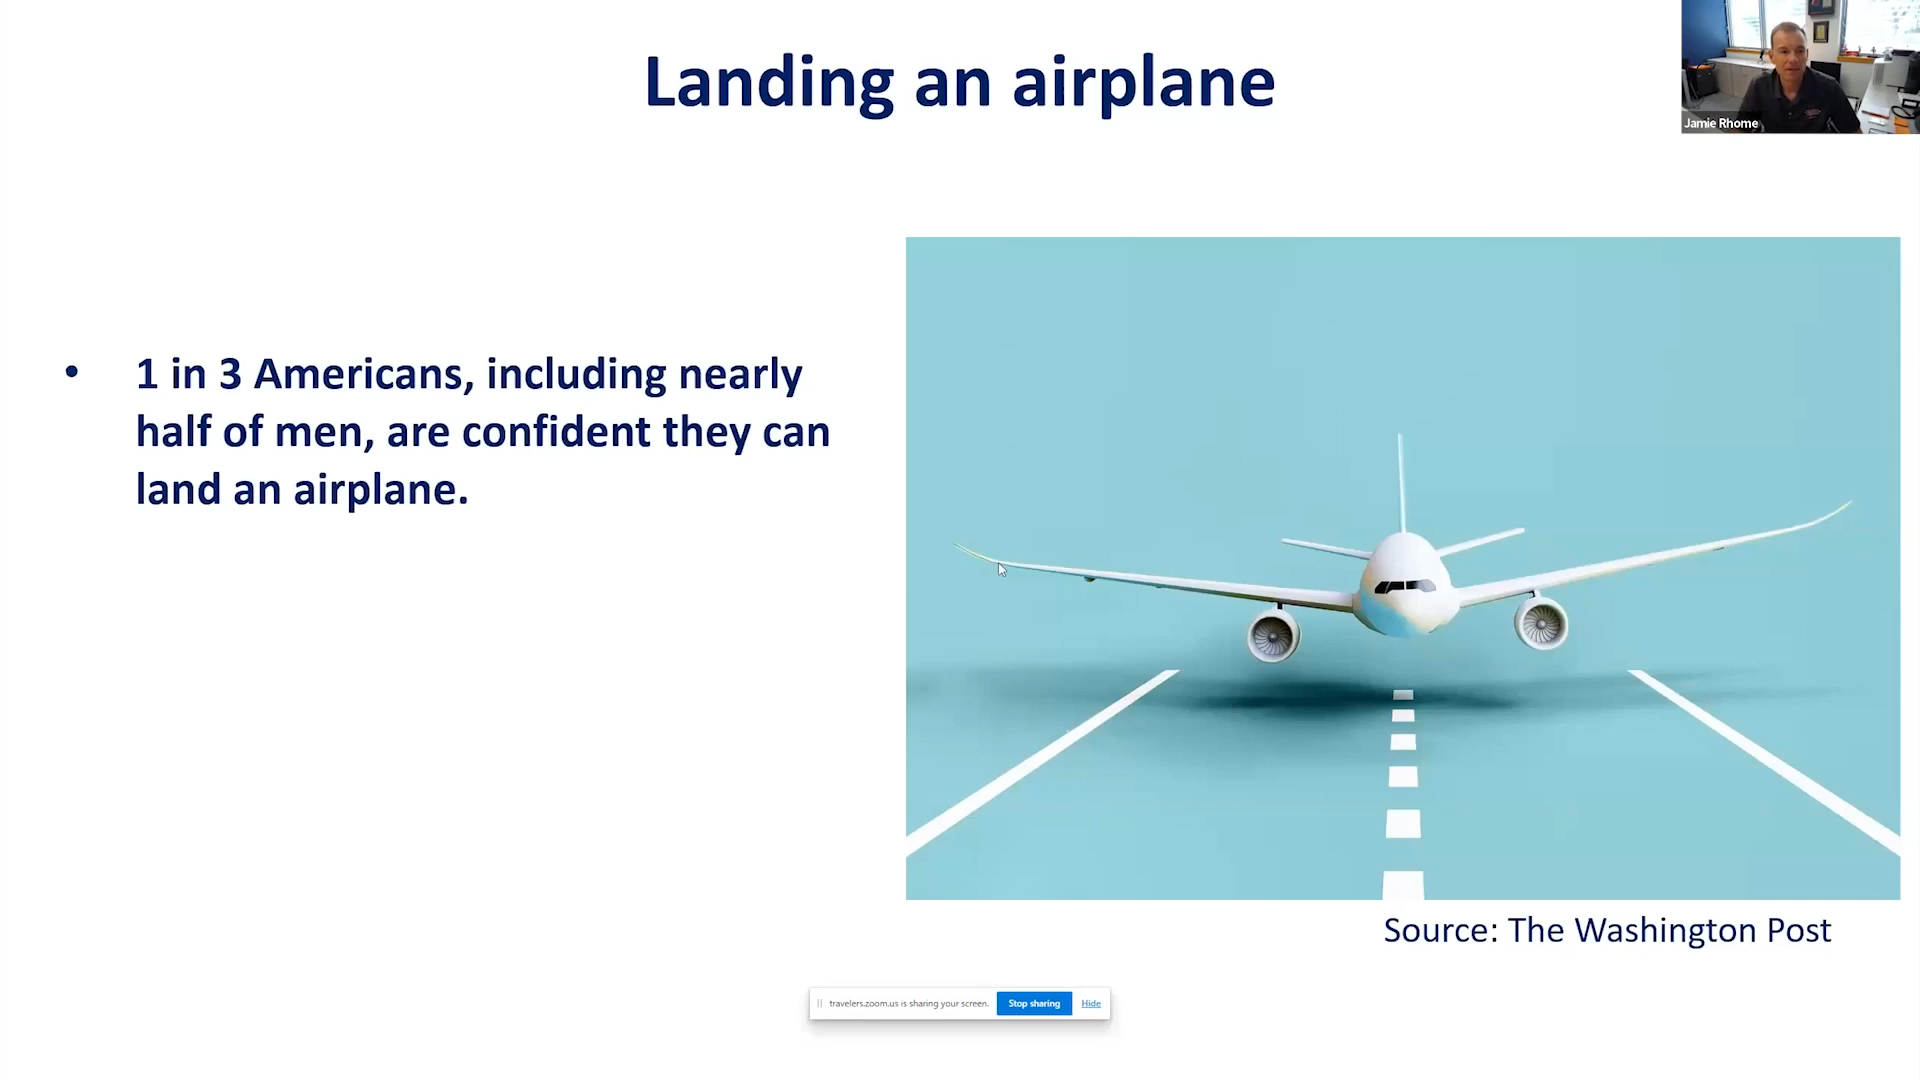 Landing an airplane
Jamie Rhome
• 1 in 3 Americans, including nearly
half of men, are confident they can
land an airplane.
Source: The Washington Post
travelers.zoom.us is sharing your screen. Stop sharing Hide